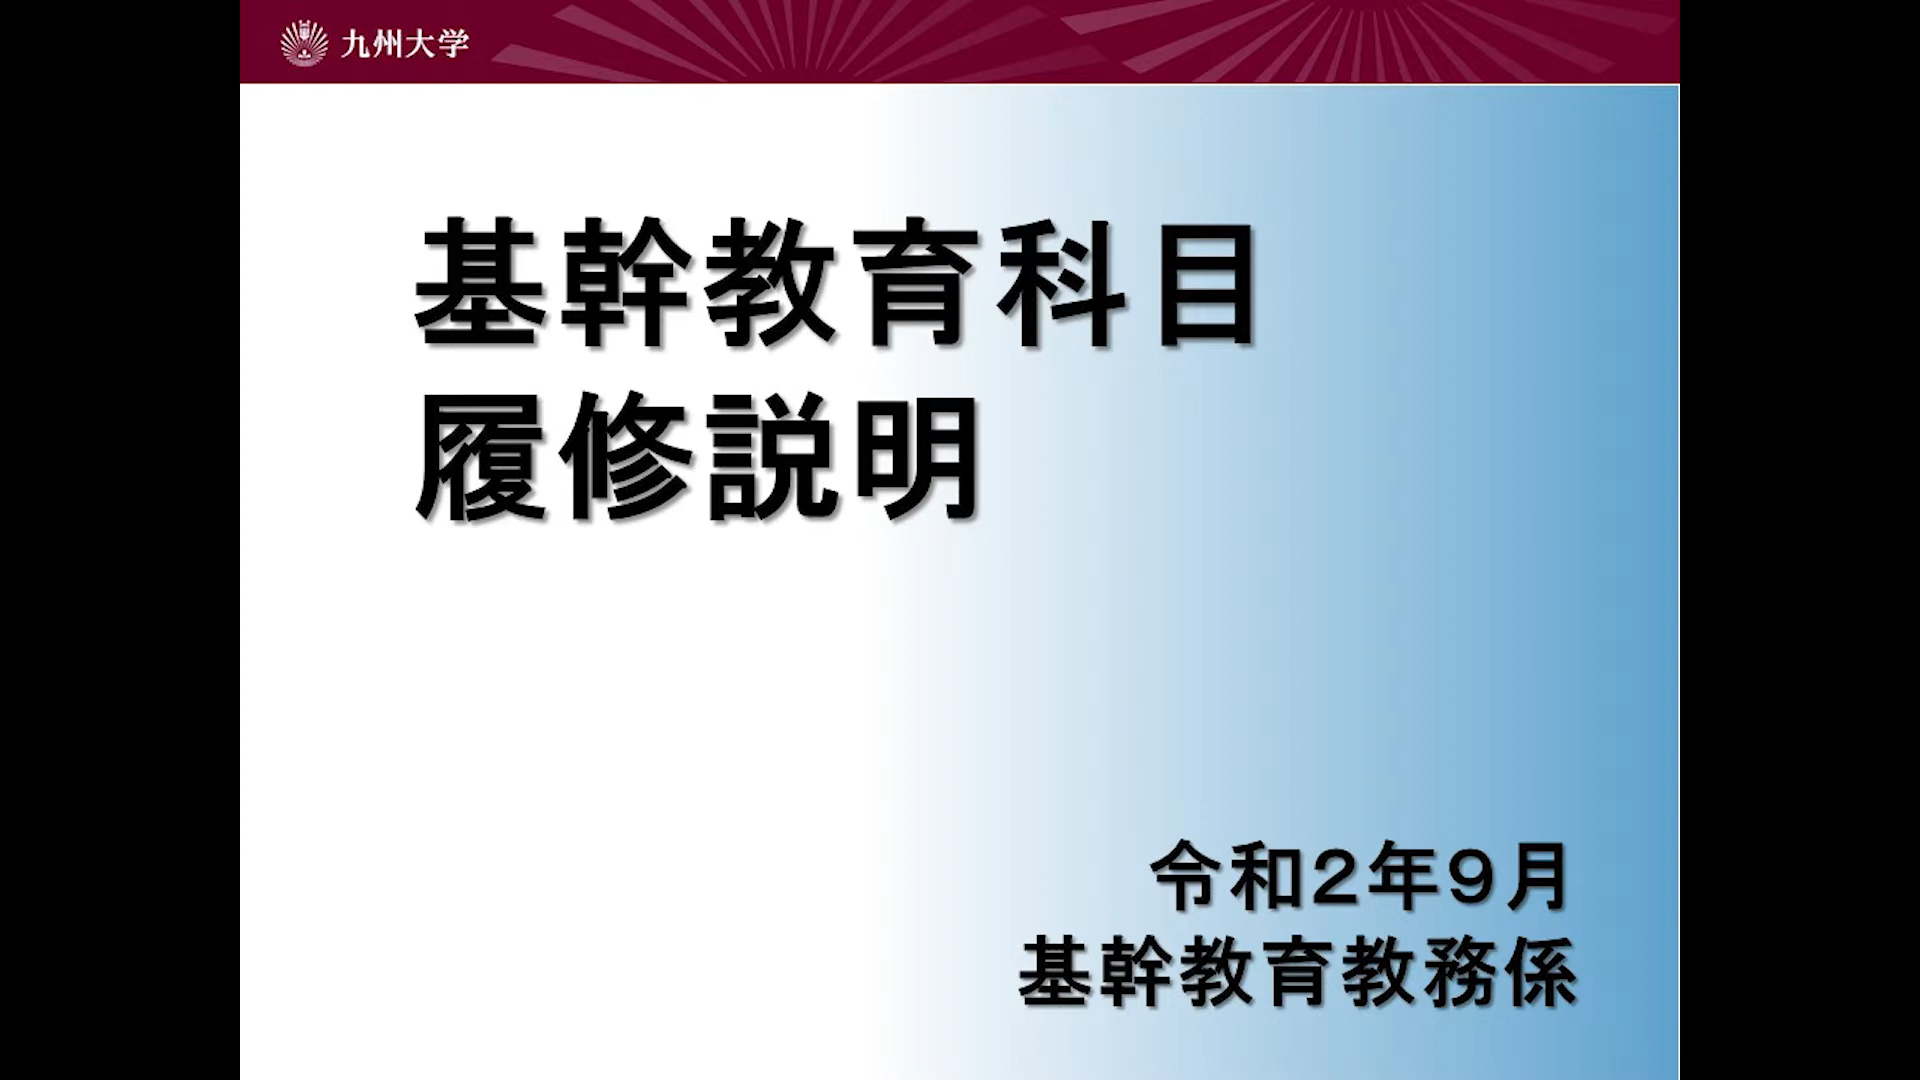 九州大学
基幹教育科目
履修説明
令和２年９月
基幹教育教務係